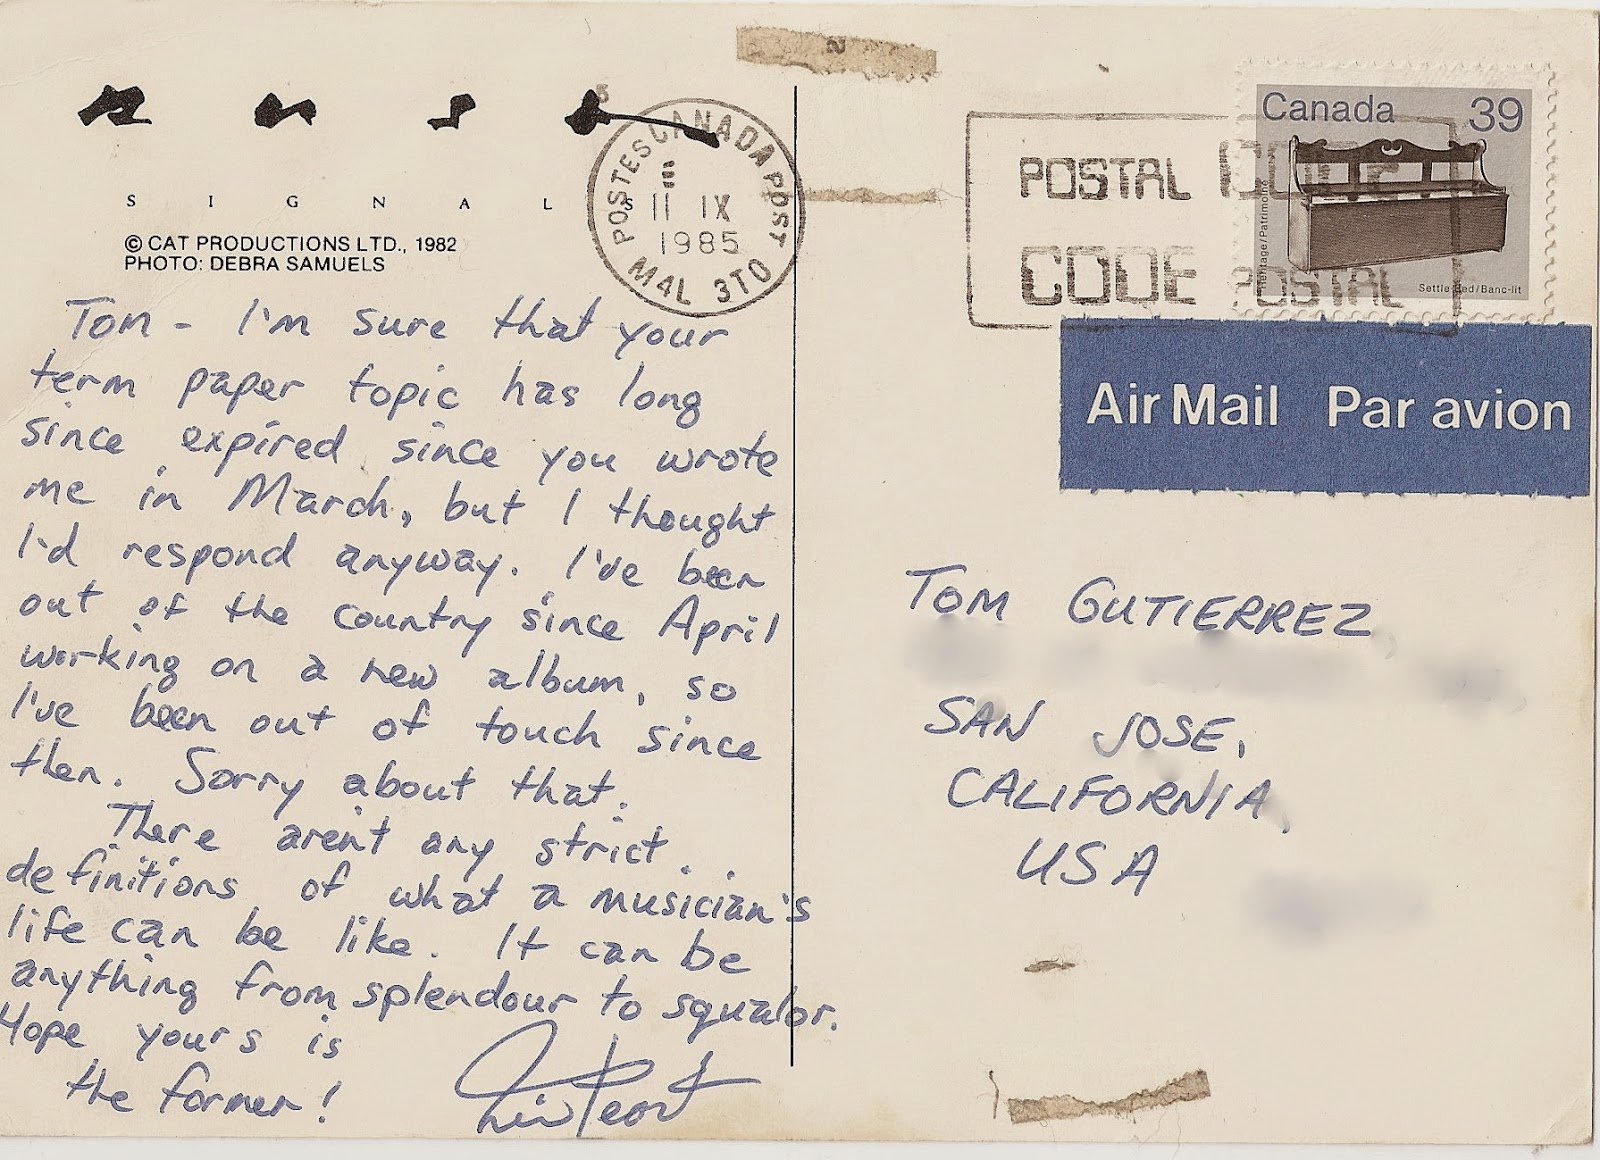 rush
S I G N A L S
© CAT PRODUCTIONS LTD., 1982
PHOTO: DEBRA SAMUELS
POSTES CANADA POST
11 IX
1985
M4L 3T0
Tom - I'm sure that your
term paper topic has long
since expired since you wrote
me in March, but I thought
I'd respond anyway. I've been
out of the country since April
working on a new album, so
I've been out of touch since
then. Sorry about that.
There aren't any strict
definitions of what a musician's
life can be like. It can be
anything from splendour to squalor.
Hope yours is
the former!
POSTAL CODE
CODE POSTAL
Canada 39
Heritage/Patrimoine
Settle-Bed/Banc-lit
Air Mail Par avion
TOM GUTIERREZ
SAN JOSE,
CALIFORNIA,
USA